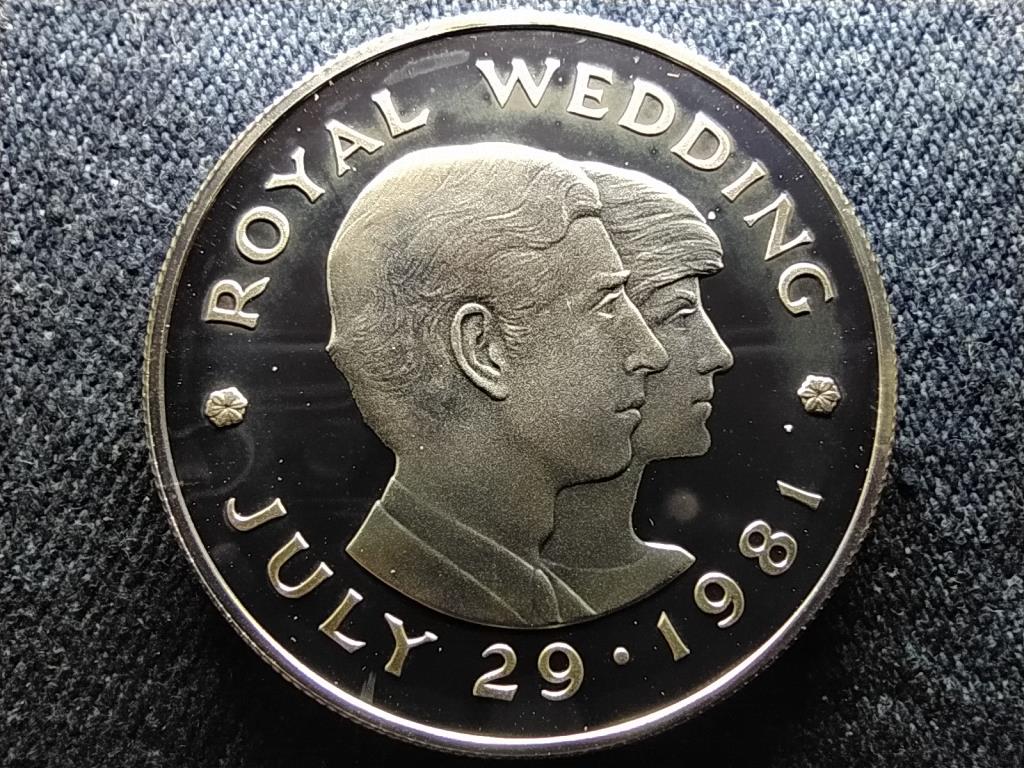 ROYAL WEDDING
JULY 29 · 1981